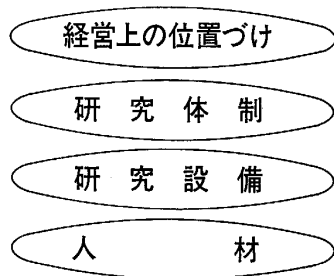 経営上の位置づけ
研究体制
研究設備
人材